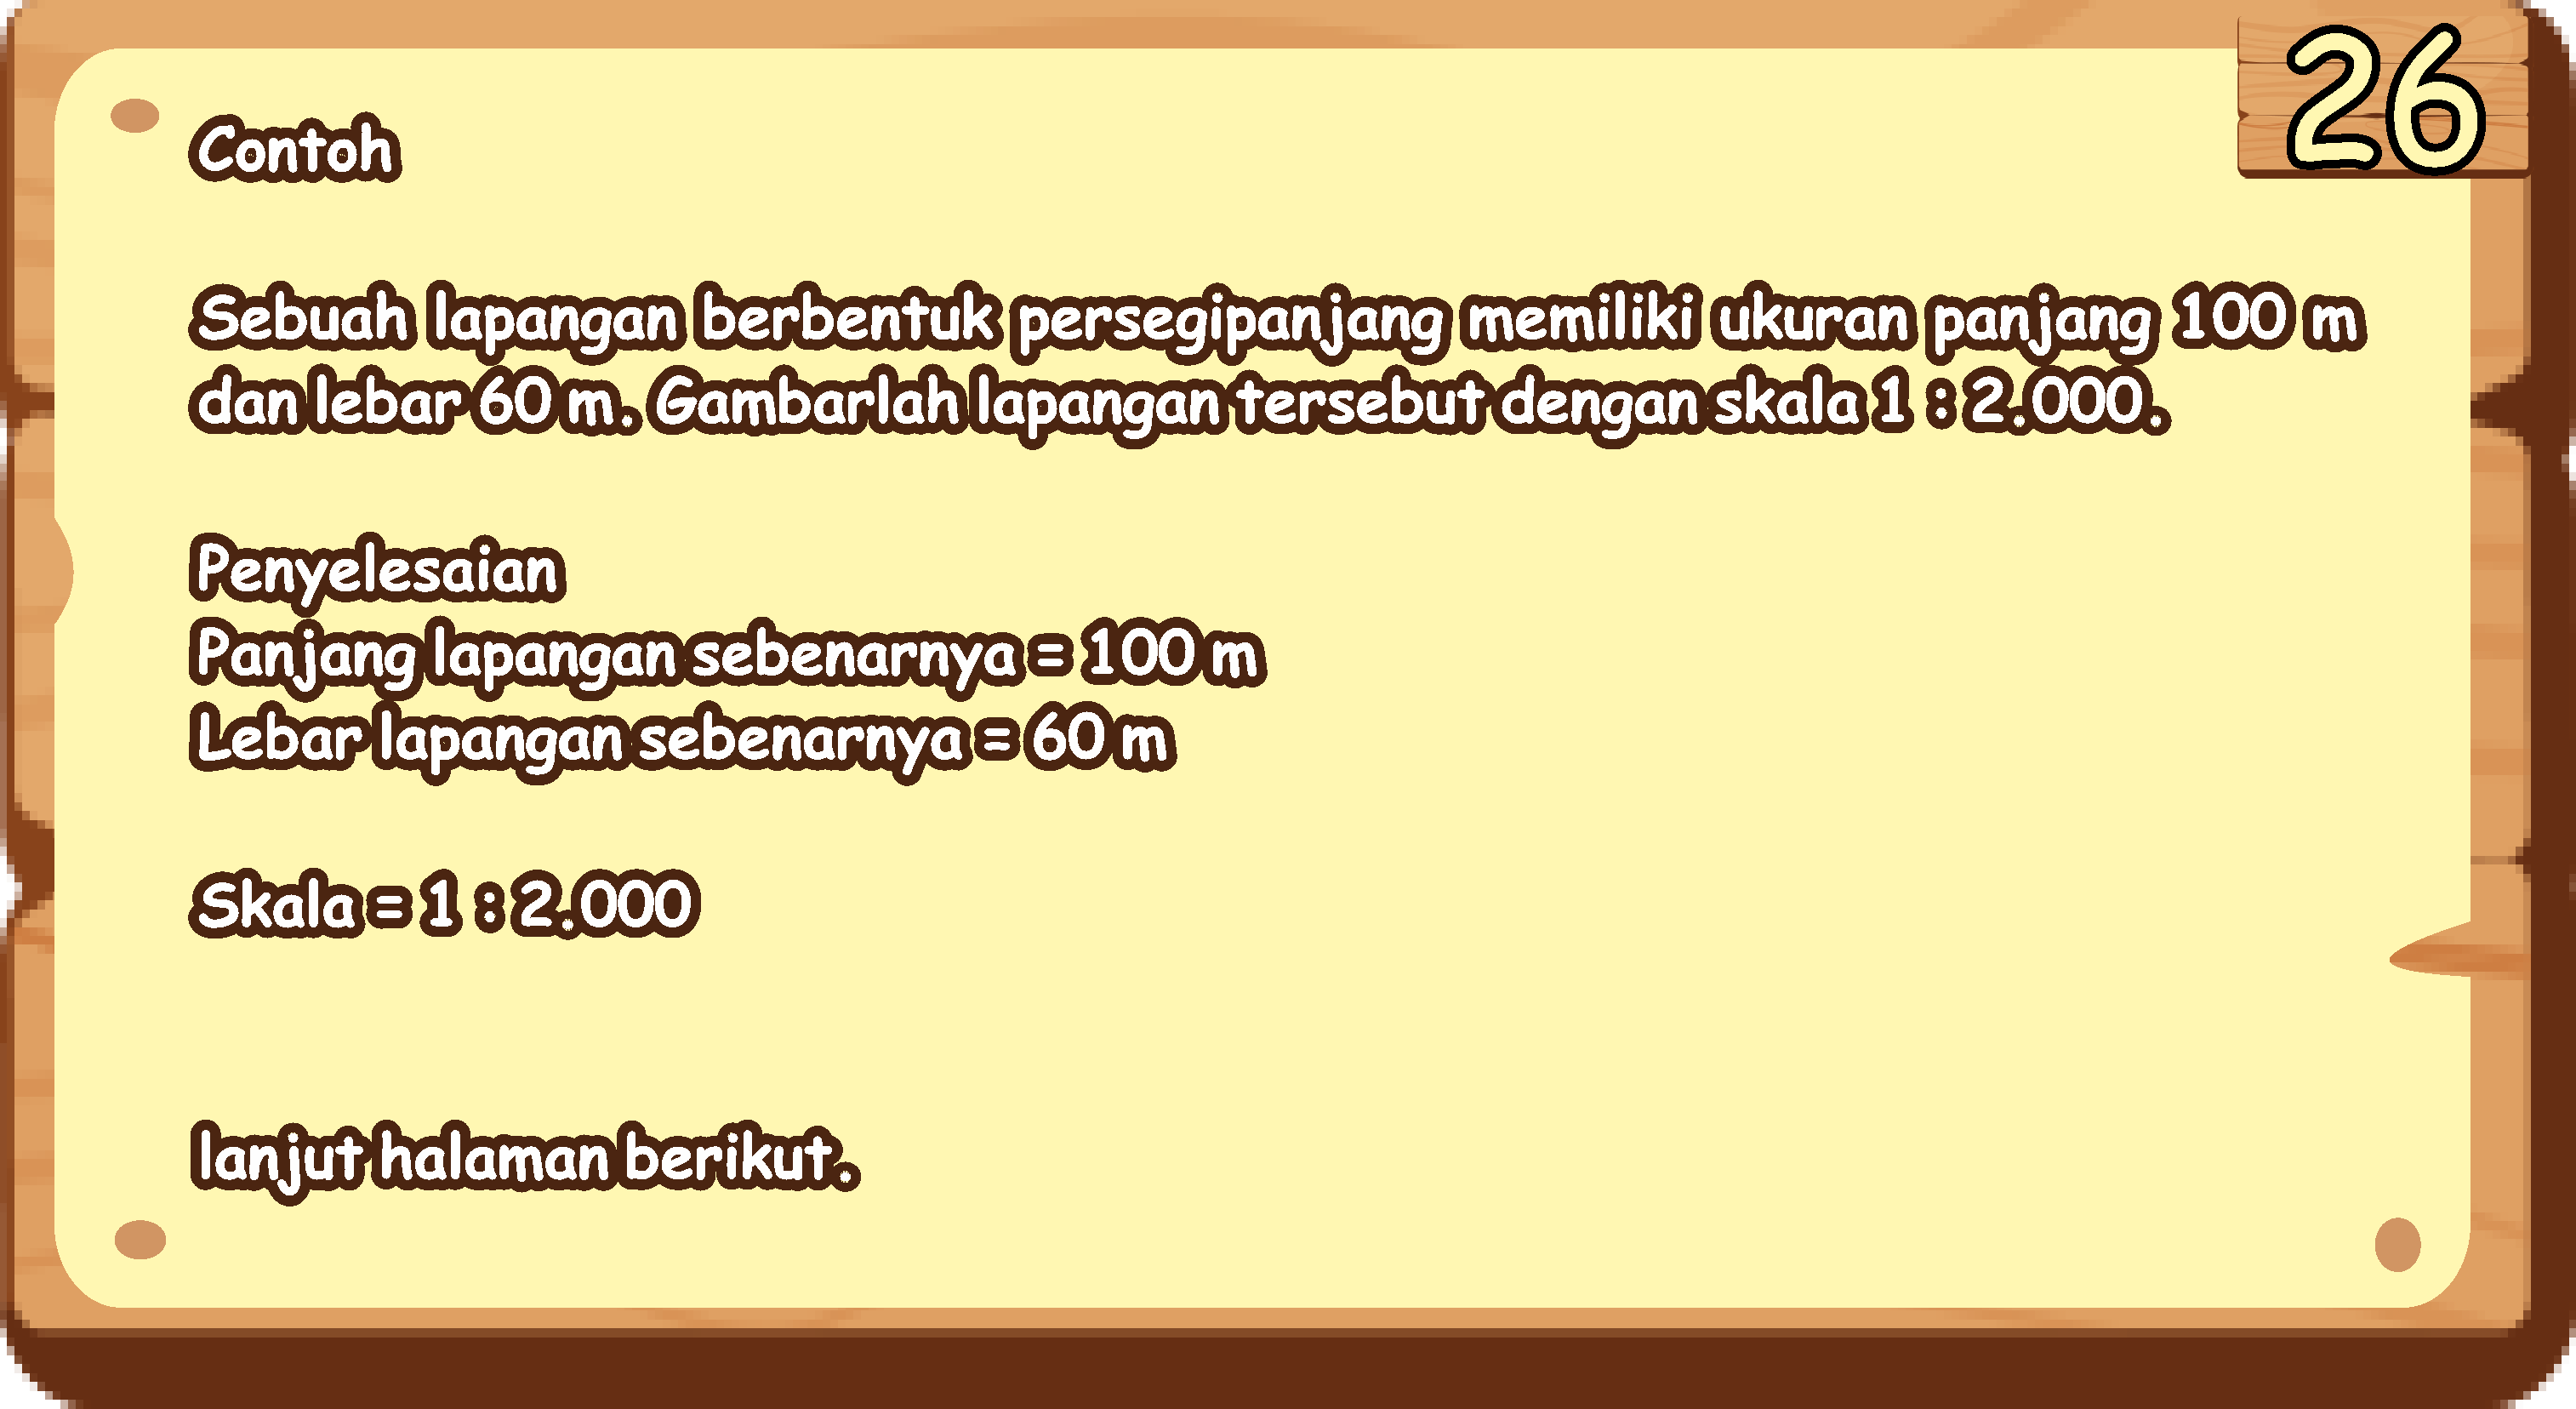 26
Contoh
Sebuah lapangan berbentuk persegipanjang memiliki ukuran panjang 100 m
dan lebar 60 m. Gambarlah lapangan tersebut dengan skala 1 : 2.000.
Penyelesaian
Panjang lapangan sebenarnya = 100 m
Lebar lapangan sebenarnya = 60 m
Skala = 1 : 2.000
lanjut halaman berikut.